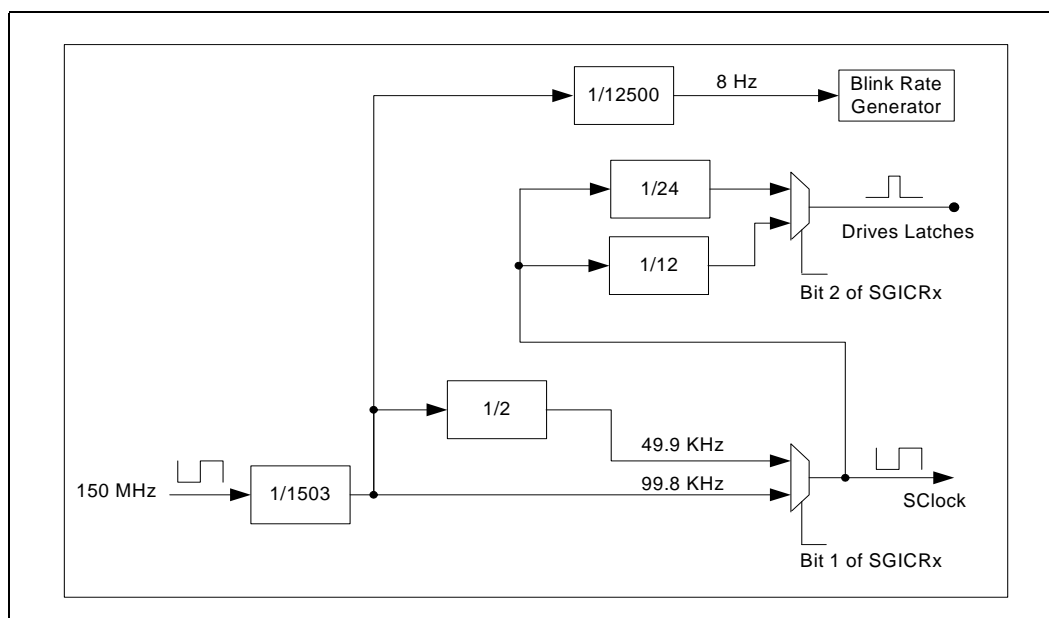 1/12500
8 Hz
Blink Rate
Generator
1/24
Drives Latches
1/12
Bit 2 of SGICRx
1/2
49.9 KHz
150 MHz
1/1503
99.8 KHz
SClock
Bit 1 of SGICRx